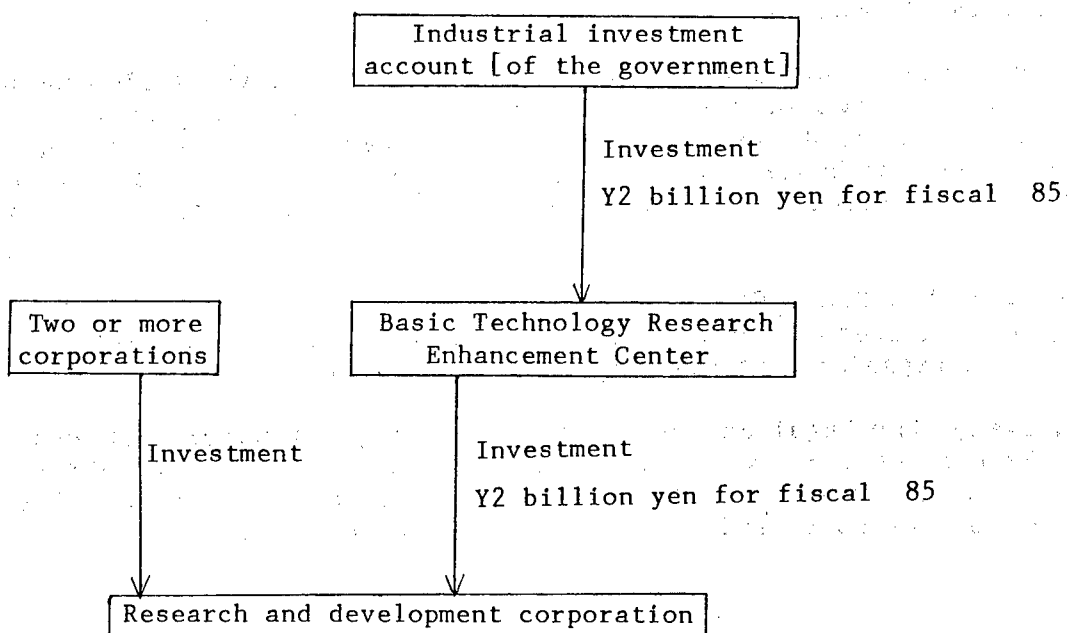 Industrial investment
account [of the government]
Investment
Y2 billion yen for fiscal 85
Two or more
corporations
Basic Technology Research
Enhancement Center
Investment
Investment
Y2 billion yen for fiscal 85
Research and development corporation